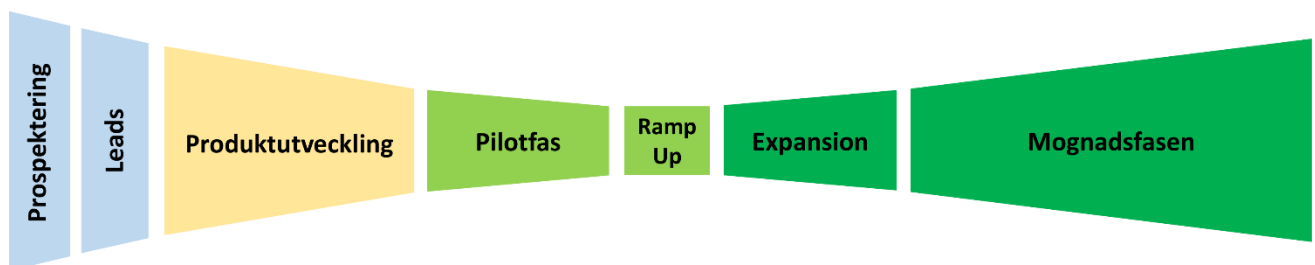 Prospektering
Leads
Produktutveckling
Pilotfas
Ramp
Up
Expansion
Mognadsfasen